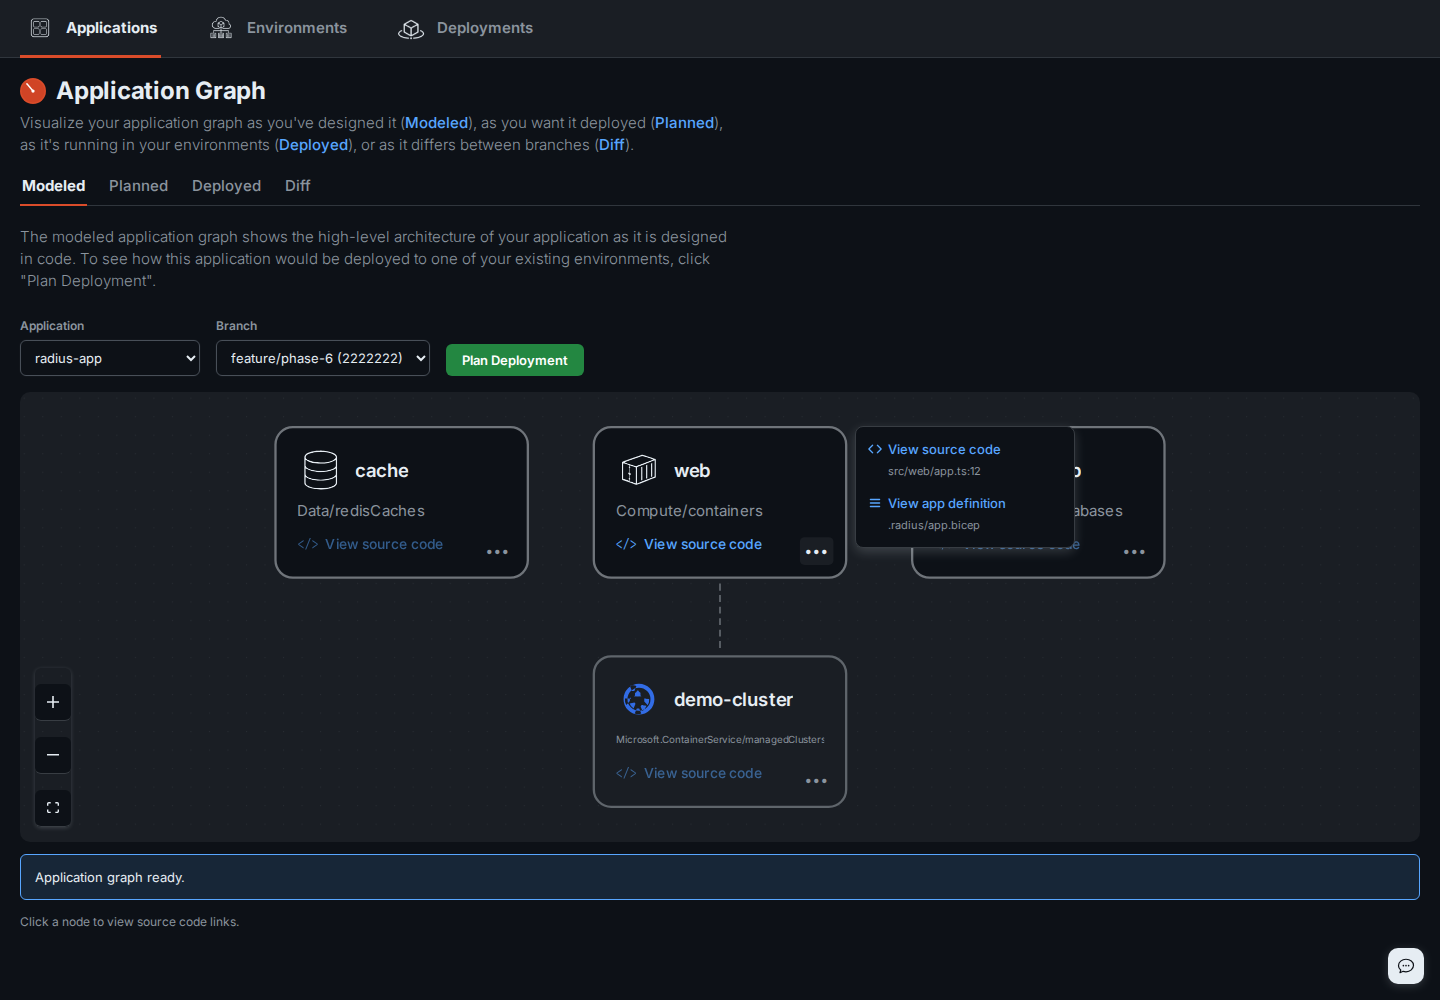 Applications
Environments
Deployments
Application Graph
Visualize your application graph as you've designed it (Modeled), as you want it deployed (Planned),
as it's running in your environments (Deployed), or as it differs between branches (Diff).
Modeled
Planned
Deployed
Diff
The modeled application graph shows the high-level architecture of your application as it is designed
in code. To see how this application would be deployed to one of your existing environments, click
"Plan Deployment".
Application
Branch
radius-app
feature/phase-6 (2222222)
Plan Deployment
cache
Data/redisCaches
</> View source code
web
Compute/containers
</> View source code
View source code
src/web/app.ts:12
View app definition
.radius/app.bicep
demo-cluster
Microsoft.ContainerService/managedClusters
</> View source code
Application graph ready.
Click a node to view source code links.